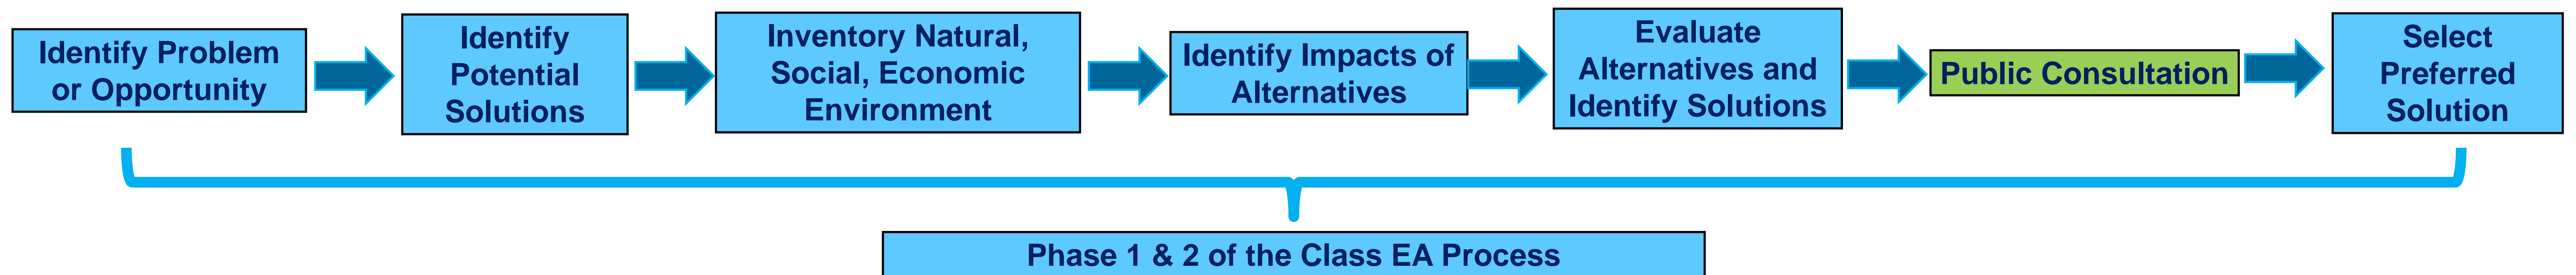 Identify Problem
or Opportunity
Identify
Potential
Solutions
Inventory Natural,
Social, Economic
Environment
Identify Impacts of
Alternatives
Evaluate
Alternatives and
Identify Solutions
Public Consultation
Select
Preferred
Solution
Phase 1 & 2 of the Class EA Process